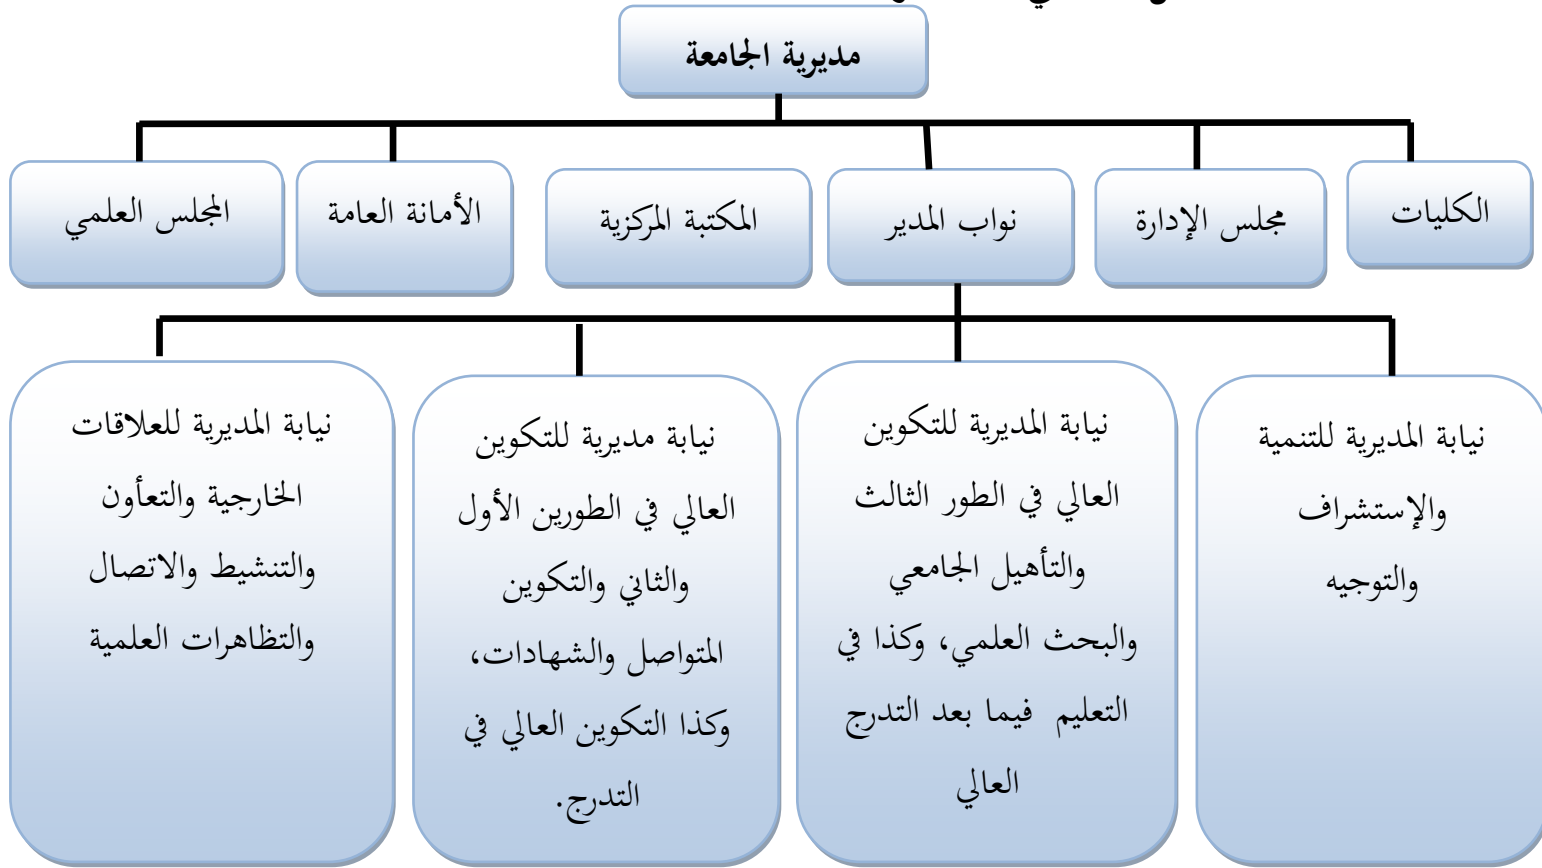 مديرية الجامعة
الكليات
مجلس الإدارة
نواب المدير
المكتبة المركزية
الأمانة العامة
المجلس العلمي
نيابة المديرية للتنمية
والإستشراف
والتوجيه
نيابة المديرية للتكوين
العالي في الطور الثالث
والتأهيل الجامعي
والبحث العلمي، وكذا في
التعليم فيما بعد التدرج
العالي
نيابة مديرية للتكوين
العالي في الطورين الأول
والثاني والتكوين
المتواصل والشهادات،
وكذا التكوين العالي في
التدرج.
نيابة المديرية للعلاقات
الخارجية والتعأون
والتنشيط والاتصال
والتظاهرات العلمية